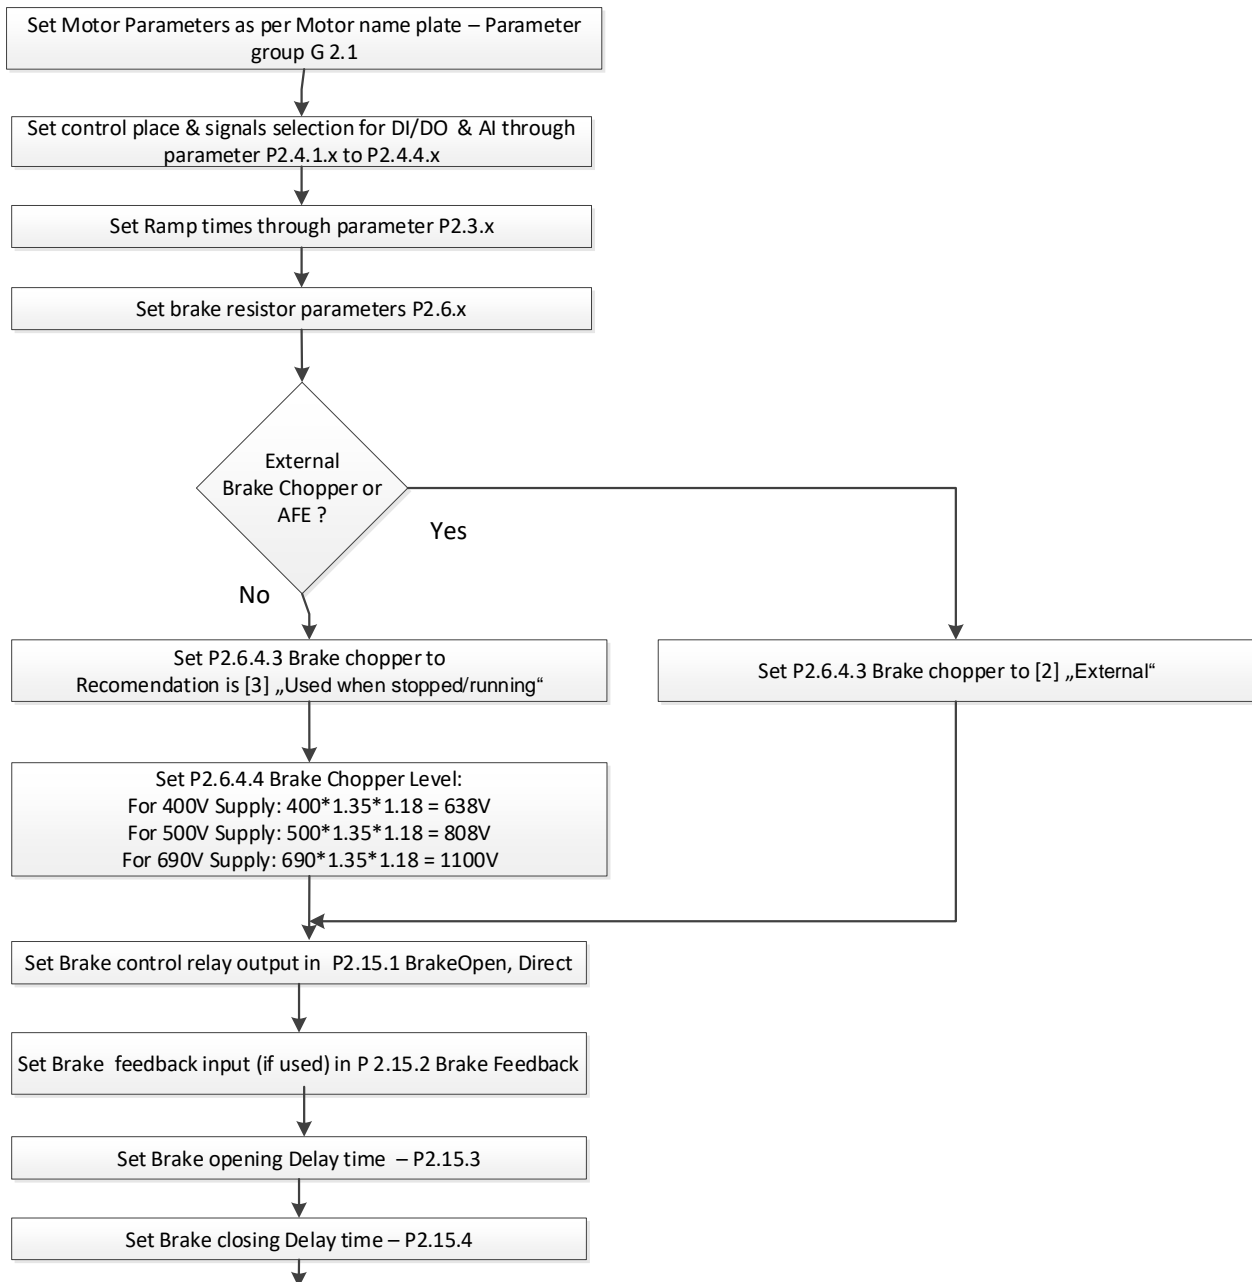 Set Motor Parameters as per Motor name plate – Parameter
group G 2.1
Set control place & signals selection for DI/DO & AI through
parameter P2.4.1.x to P2.4.4.x
Set Ramp times through parameter P2.3.x
Set brake resistor parameters P2.6.x
External
Brake Chopper or
AFE ?
Yes
No
Set P2.6.4.3 Brake chopper to
Recomendation is [3] „Used when stopped/running“
Set P2.6.4.3 Brake chopper to [2] „External“
Set P2.6.4.4 Brake Chopper Level:
For 400V Supply: 400*1.35*1.18 = 638V
For 500V Supply: 500*1.35*1.18 = 808V
For 690V Supply: 690*1.35*1.18 = 1100V
Set Brake control relay output in P2.15.1 BrakeOpen, Direct
Set Brake feedback input (if used) in P 2.15.2 Brake Feedback
Set Brake opening Delay time – P2.15.3
Set Brake closing Delay time – P2.15.4